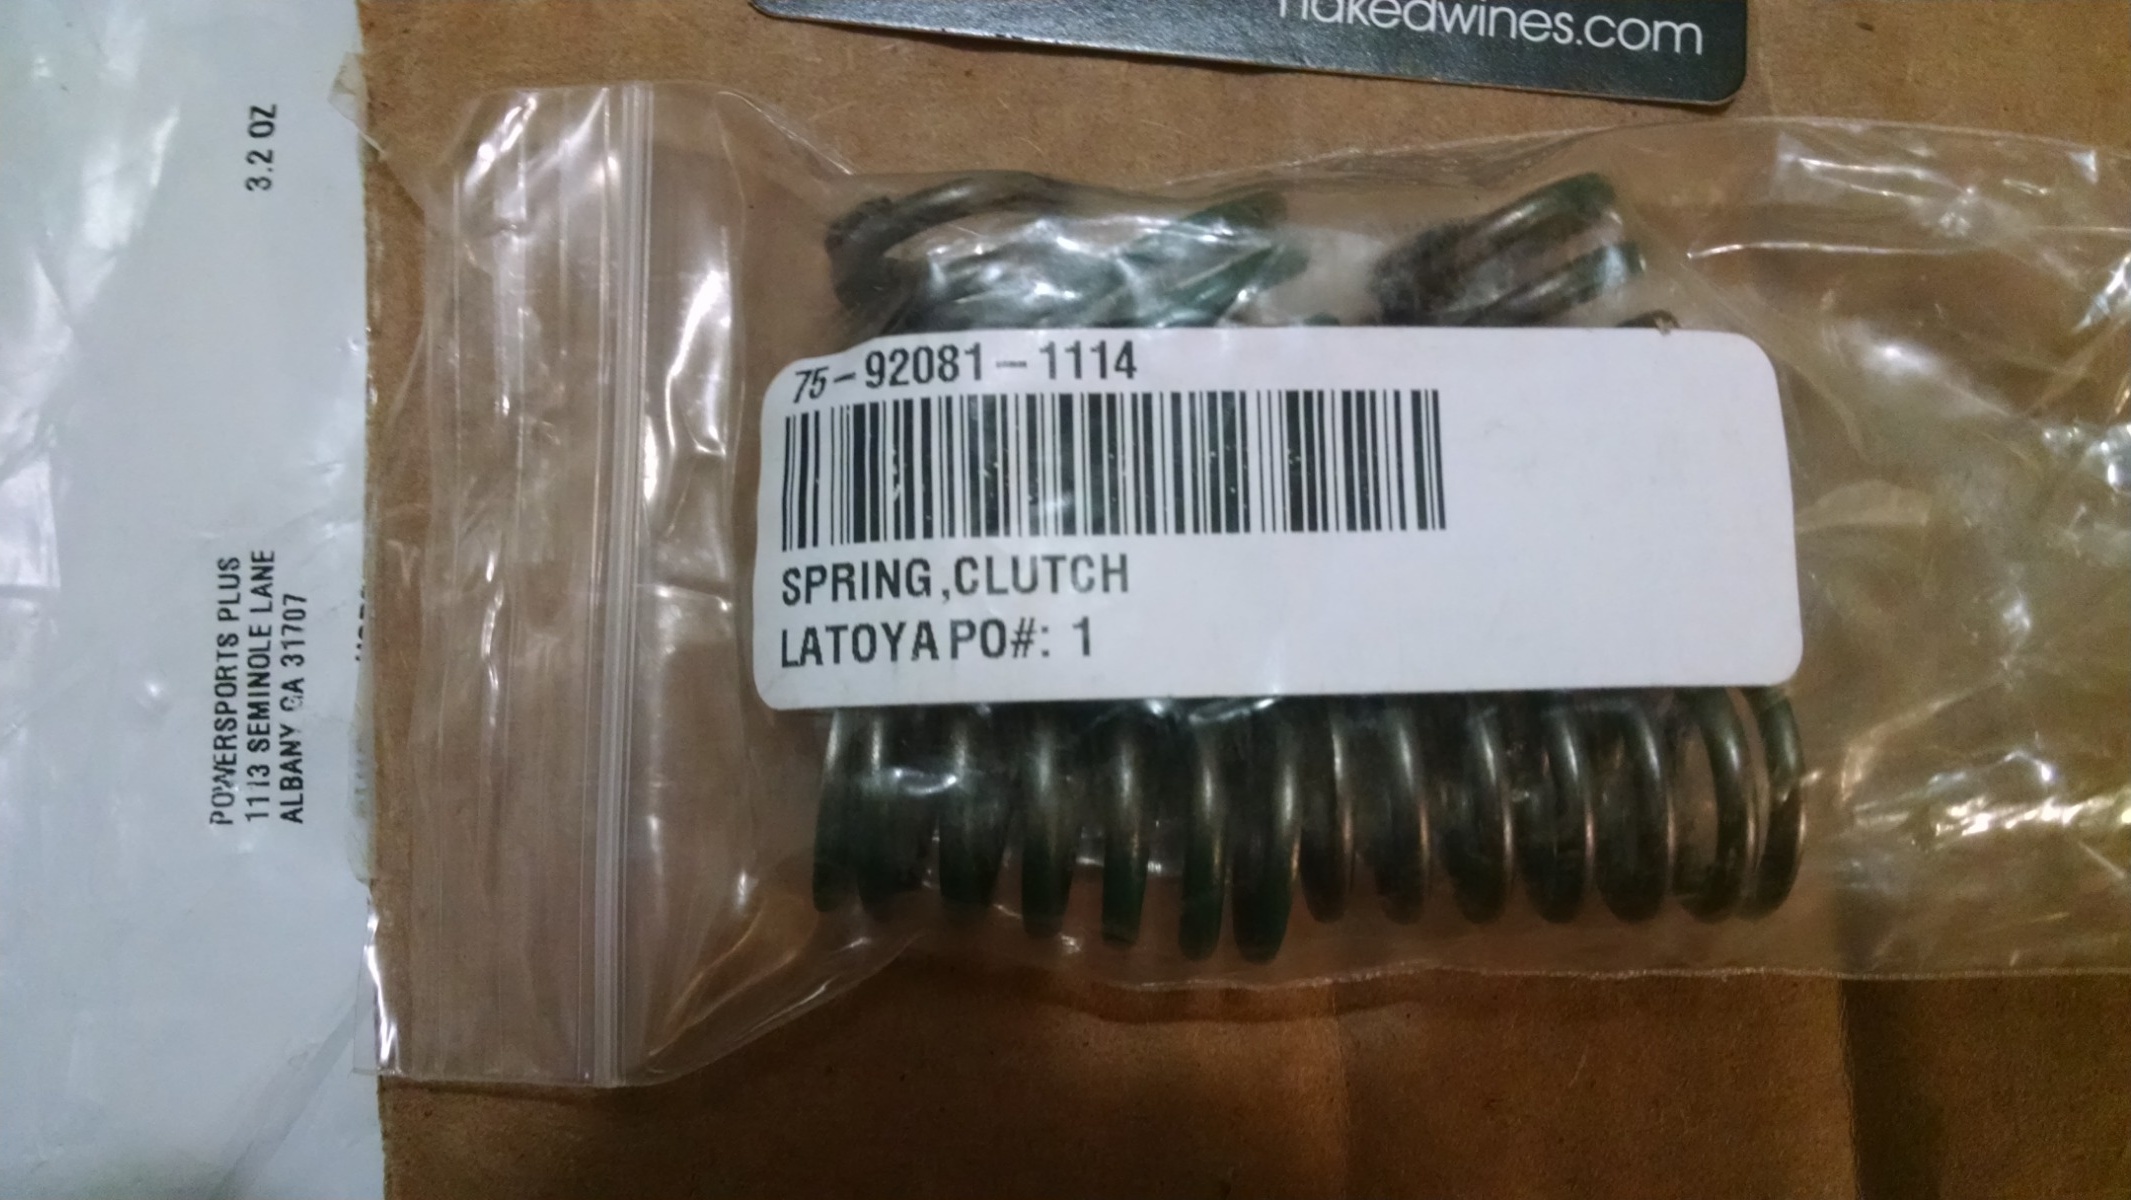 nakedwines.com
3.2 OZ
POWERSPORTS PLUS
1113 SEMINOLE LANE
ALBANY GA 31707
75-92081-1114
SPRING,CLUTCH
LATOYA PO#: 1